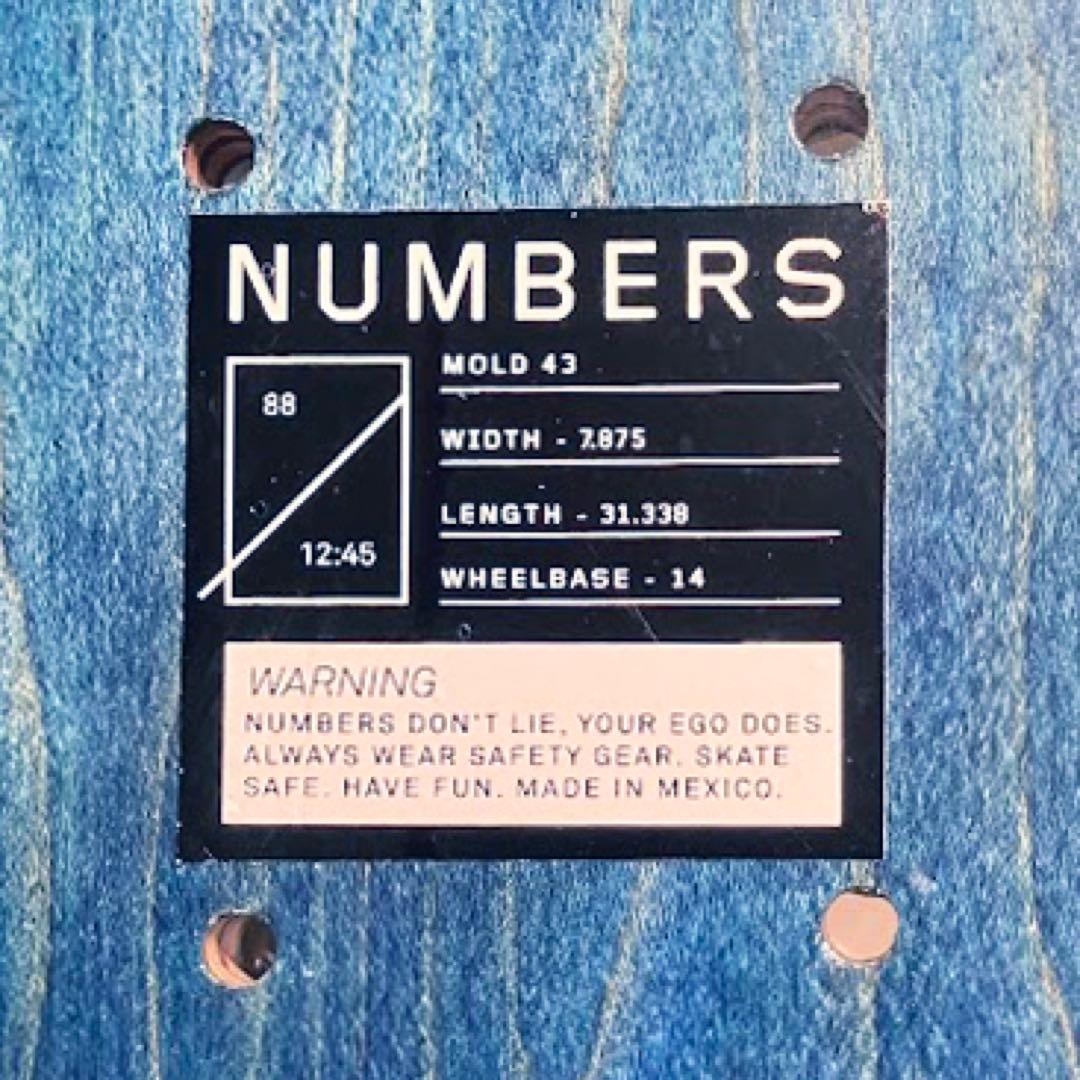 NUMBERS
88
12:45
MOLD 43
WIDTH - 7.875
LENGTH - 31.338
WHEELBASE - 14
WARNING
NUMBERS DON'T LIE, YOUR EGO DOES.
ALWAYS WEAR SAFETY GEAR. SKATE
SAFE. HAVE FUN. MADE IN MEXICO.